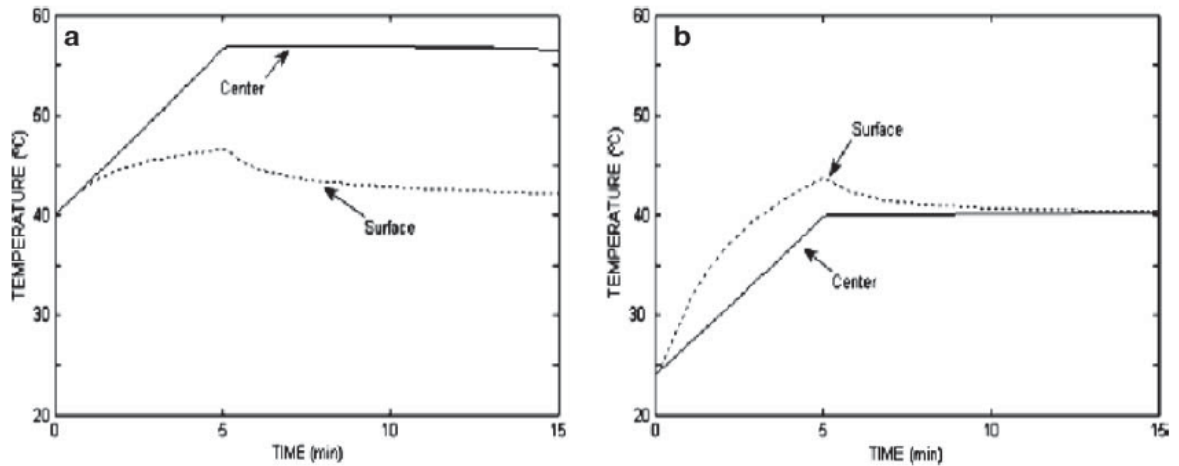 a
60
50
40
30
20
TEMPERATURE (ºC)
Center
Surface
0 5 10 15
TIME (min)
b
60
50
40
30
20
TEMPERATURE (ºC)
Surface
Center
0 5 10 15
TIME (min)